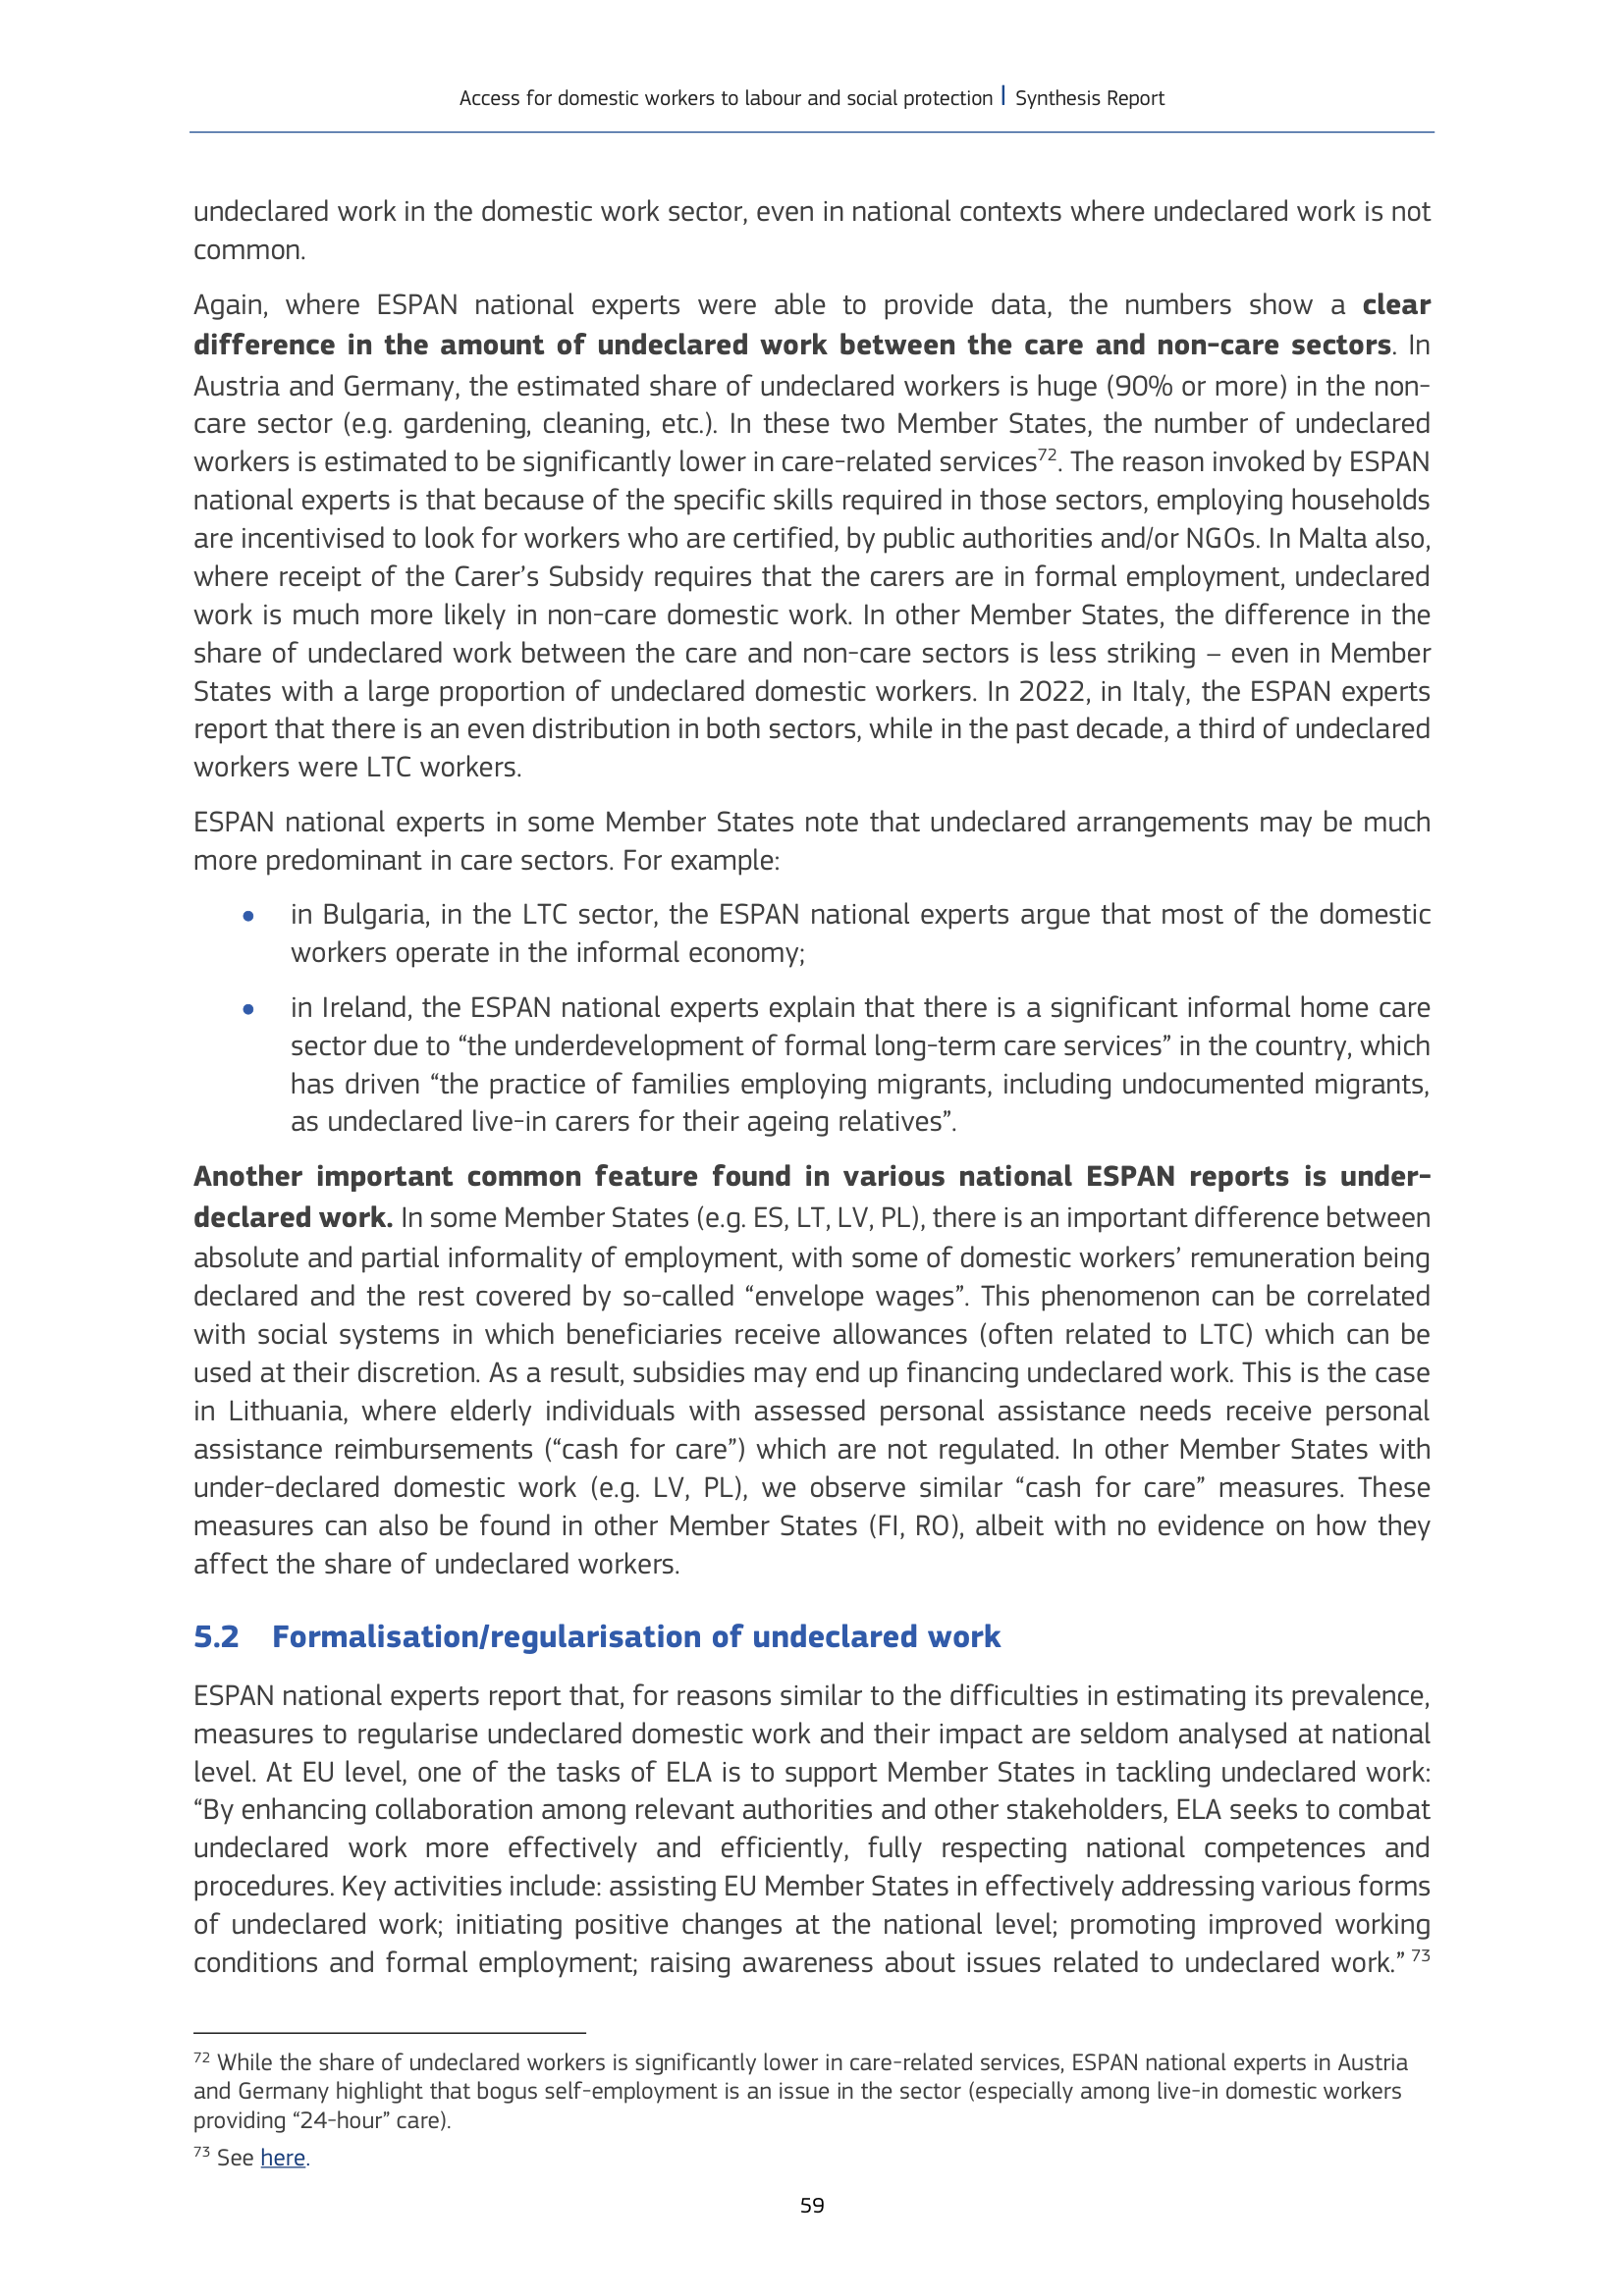 Access for domestic workers to labour and social protection | Synthesis Report
undeclared work in the domestic work sector, even in national contexts where undeclared work is not
common.
Again, where ESPAN national experts were able to provide data, the numbers show a clear
difference in the amount of undeclared work between the care and non-care sectors. In
Austria and Germany, the estimated share of undeclared workers is huge (90% or more) in the non-
care sector (e.g. gardening, cleaning, etc.). In these two Member States, the number of undeclared
workers is estimated to be significantly lower in care-related services72. The reason invoked by ESPAN
national experts is that because of the specific skills required in those sectors, employing households
are incentivised to look for workers who are certified, by public authorities and/or NGOs. In Malta also,
where receipt of the Carer’s Subsidy requires that the carers are in formal employment, undeclared
work is much more likely in non-care domestic work. In other Member States, the difference in the
share of undeclared work between the care and non-care sectors is less striking – even in Member
States with a large proportion of undeclared domestic workers. In 2022, in Italy, the ESPAN experts
report that there is an even distribution in both sectors, while in the past decade, a third of undeclared
workers were LTC workers.
ESPAN national experts in some Member States note that undeclared arrangements may be much
more predominant in care sectors. For example:
• in Bulgaria, in the LTC sector, the ESPAN national experts argue that most of the domestic
workers operate in the informal economy;
• in Ireland, the ESPAN national experts explain that there is a significant informal home care
sector due to “the underdevelopment of formal long-term care services” in the country, which
has driven “the practice of families employing migrants, including undocumented migrants,
as undeclared live-in carers for their ageing relatives”.
Another important common feature found in various national ESPAN reports is under-
declared work. In some Member States (e.g. ES, LT, LV, PL), there is an important difference between
absolute and partial informality of employment, with some of domestic workers’ remuneration being
declared and the rest covered by so-called “envelope wages”. This phenomenon can be correlated
with social systems in which beneficiaries receive allowances (often related to LTC) which can be
used at their discretion. As a result, subsidies may end up financing undeclared work. This is the case
in Lithuania, where elderly individuals with assessed personal assistance needs receive personal
assistance reimbursements (“cash for care”) which are not regulated. In other Member States with
under-declared domestic work (e.g. LV, PL), we observe similar “cash for care” measures. These
measures can also be found in other Member States (FI, RO), albeit with no evidence on how they
affect the share of undeclared workers.
5.2 Formalisation/regularisation of undeclared work
ESPAN national experts report that, for reasons similar to the difficulties in estimating its prevalence,
measures to regularise undeclared domestic work and their impact are seldom analysed at national
level. At EU level, one of the tasks of ELA is to support Member States in tackling undeclared work:
“By enhancing collaboration among relevant authorities and other stakeholders, ELA seeks to combat
undeclared work more effectively and efficiently, fully respecting national competences and
procedures. Key activities include: assisting EU Member States in effectively addressing various forms
of undeclared work; initiating positive changes at the national level; promoting improved working
conditions and formal employment; raising awareness about issues related to undeclared work.” 73
72 While the share of undeclared workers is significantly lower in care-related services, ESPAN national experts in Austria
and Germany highlight that bogus self-employment is an issue in the sector (especially among live-in domestic workers
providing “24-hour” care).
73 See here.
59